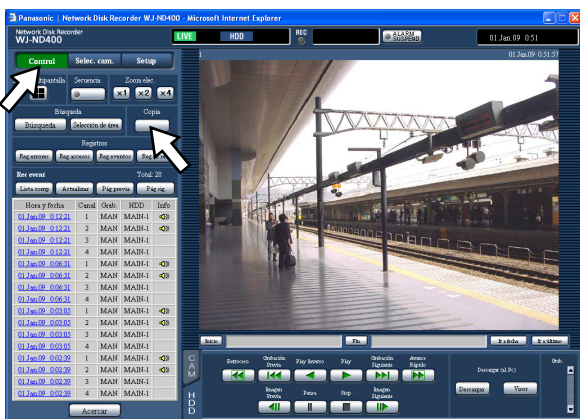 Panasonic | Network Disk Recorder WJ-ND400 - Microsoft Internet Explorer
Network Disk Recorder
WJ-ND400
LIVE HDD REC ALARM SUSPEND 01.Jan.09 0:51
Control Selec. cam. Setup
Secuencia Zoom elec.
x1 x2 x4
Búsqueda Copia
Búsqueda Selección de área
Registros
Reg errores Reg accesos Reg eventos
Rec event Total: 28
Lista comp Actualizar Pág previa Pág sig.
Hora y fecha Canal Grab. HDD Info
01.Jan.09 0:12:21 1 MAN MAIN-1
01.Jan.09 0:12:21 2 MAN MAIN-1
01.Jan.09 0:12:21 3 MAN MAIN-1
01.Jan.09 0:12:21 4 MAN MAIN-1
01.Jan.09 0:06:31 1 MAN MAIN-1
01.Jan.09 0:06:31 2 MAN MAIN-1
01.Jan.09 0:06:31 3 MAN MAIN-1
01.Jan.09 0:06:31 4 MAN MAIN-1
01.Jan.09 0:03:05 1 MAN MAIN-1
01.Jan.09 0:03:05 2 MAN MAIN-1
01.Jan.09 0:03:05 3 MAN MAIN-1
01.Jan.09 0:03:05 4 MAN MAIN-1
01.Jan.09 0:02:39 1 MAN MAIN-1
01.Jan.09 0:02:39 2 MAN MAIN-1
01.Jan.09 0:02:39 3 MAN MAIN-1
01.Jan.09 0:02:39 4 MAN MAIN-1
Acercar
1 01.Jan.09 0:51:57
Inicio Fin Ir a fecha Ir a último
CAM
HDD
Retroceso Grabación Previa Play Inverso Play Grabación Siguiente Avance Rápido
Imagen Previa Pausa Stop Imagen Siguiente
Descargar (al Pc)
Descargar Visor
Grab.